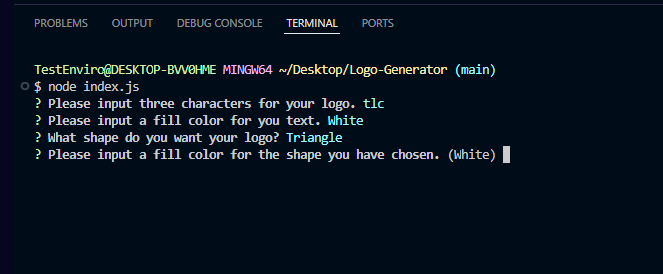 PROBLEMS OUTPUT DEBUG CONSOLE TERMINAL PORTS
TestEnviro@DESKTOP-BVV0HME MINGW64 ~/Desktop/Logo-Generator (main)
$ node index.js
? Please input three characters for your logo. tlc
? Please input a fill color for you text. White
? What shape do you want your logo? Triangle
? Please input a fill color for the shape you have chosen. (White)